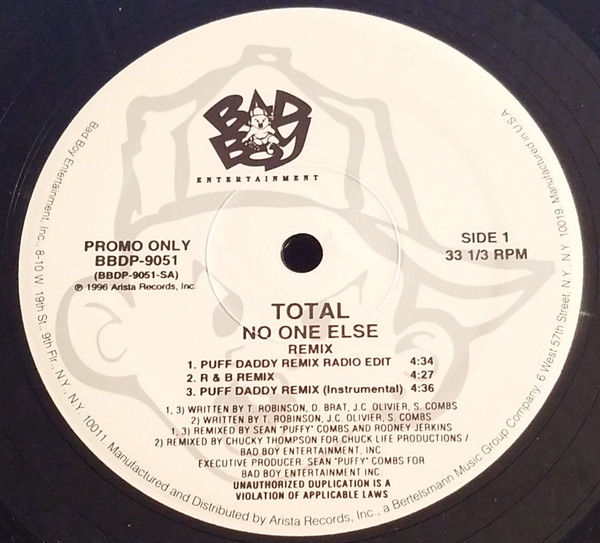 BAD BOY
ENTERTAINMENT
PROMO ONLY
BBDP-9051
(BBDP-9051-SA)
℗ 1996 Arista Records, Inc.
SIDE 1
33 1/3 RPM
TOTAL
NO ONE ELSE
REMIX
1. PUFF DADDY REMIX RADIO EDIT 4:34
2. R & B REMIX 4:27
3. PUFF DADDY REMIX (Instrumental) 4:36
1, 3) WRITTEN BY T. ROBINSON, D. BRAT, J.C. OLIVIER, S. COMBS
2) WRITTEN BY T. ROBINSON, J.C. OLIVIER, S. COMBS
1, 3) REMIXED BY SEAN "PUFFY" COMBS AND RODNEY JERKINS
2) REMIXED BY CHUCKY THOMPSON FOR CHUCK LIFE PRODUCTIONS /
BAD BOY ENTERTAINMENT, INC
EXECUTIVE PRODUCER: SEAN "PUFFY" COMBS FOR
BAD BOY ENTERTAINMENT INC.
UNAUTHORIZED DUPLICATION IS A
VIOLATION OF APPLICABLE LAWS
Bad Boy Entertainment, Inc., 8-10 W. 19th St., 9th Flr., N.Y., N.Y. 10011 Manufactured and Distributed by Arista Records, Inc., a Bertelsmann Music Group Company, 6 West 57th Street, N.Y., N.Y. 10019 Manufactured in U S A